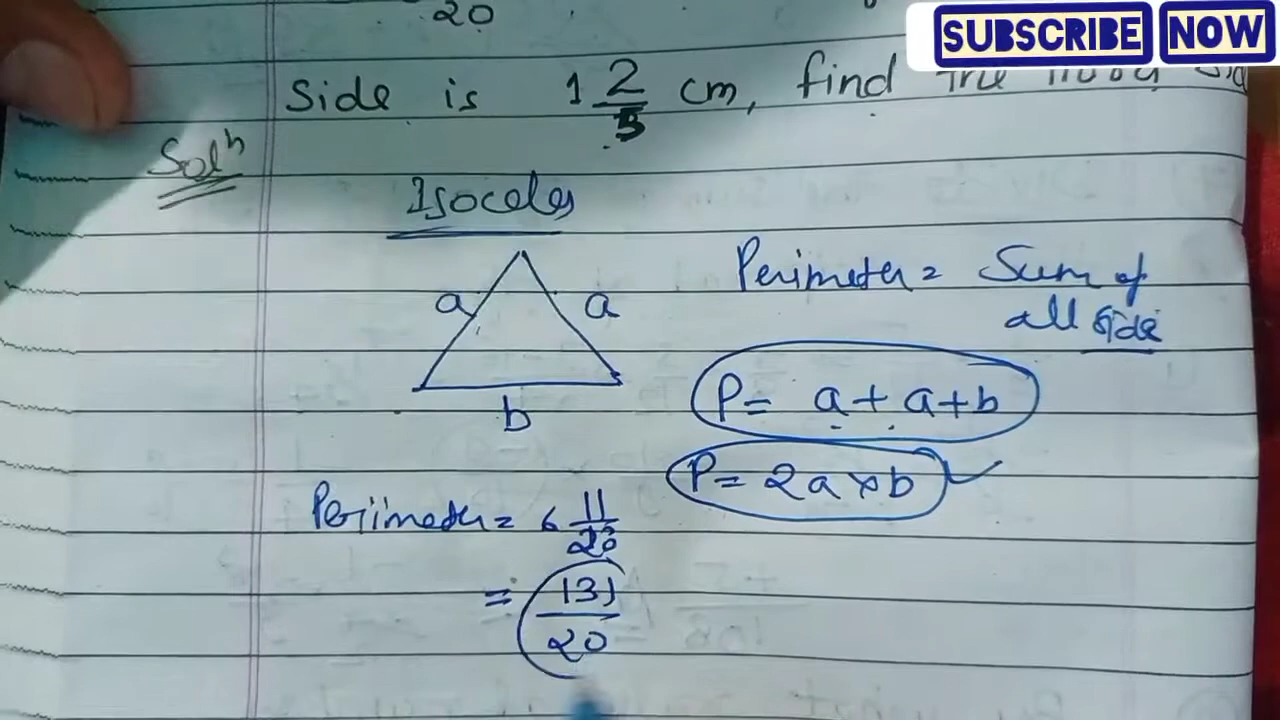 SUBSCRIBE NOW
20
Side is 1 2/5 cm, find
Solⁿ
Isoceles
a a
b
Perimeter = Sum of
all side
P = a + a + b
P = 2a × b
Perimeter = 6 11/20
= 131/20